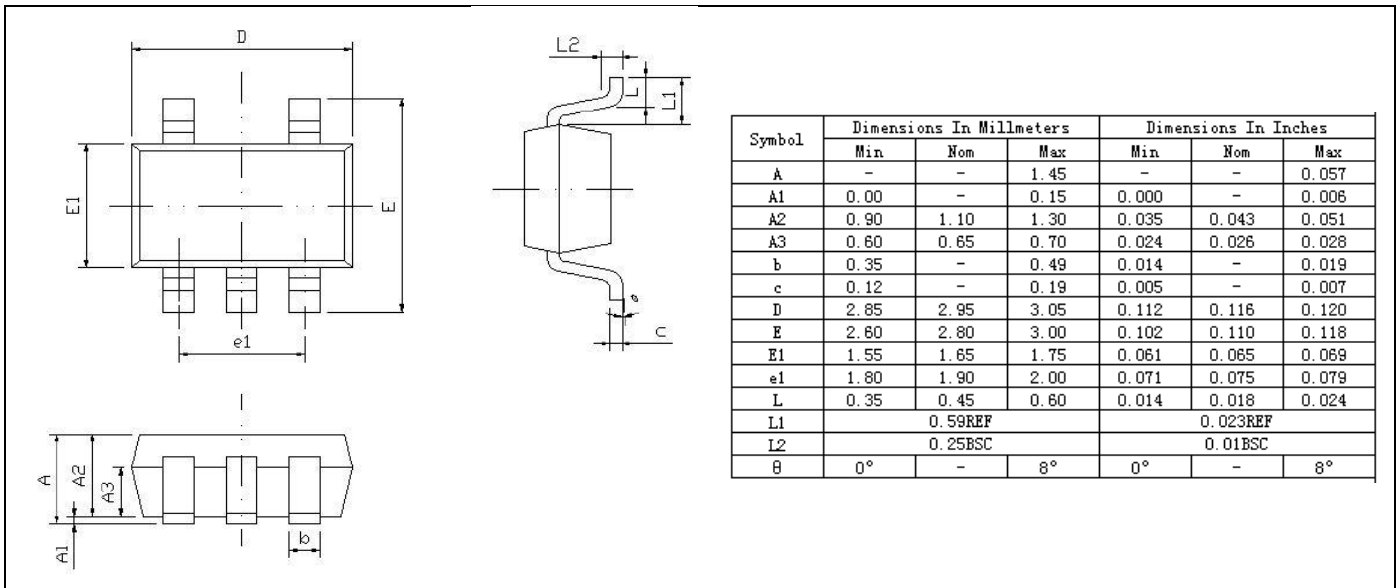 D
E1
E
e1
L2
L
L1
c
A
A2
A3
A1
b
Symbol Dimensions In Millmeters Dimensions In Inches
Min Nom Max Min Nom Max
A - - 1.45 - - 0.057
A1 0.00 - 0.15 0.000 - 0.006
A2 0.90 1.10 1.30 0.035 0.043 0.051
A3 0.60 0.65 0.70 0.024 0.026 0.028
b 0.35 - 0.49 0.014 - 0.019
c 0.12 - 0.19 0.005 - 0.007
D 2.85 2.95 3.05 0.112 0.116 0.120
E 2.60 2.80 3.00 0.102 0.110 0.118
E1 1.55 1.65 1.75 0.061 0.065 0.069
e1 1.80 1.90 2.00 0.071 0.075 0.079
L 0.35 0.45 0.60 0.014 0.018 0.024
L1 0.59REF 0.023REF
L2 0.25BSC 0.01BSC
θ 0° - 8° 0° - 8°